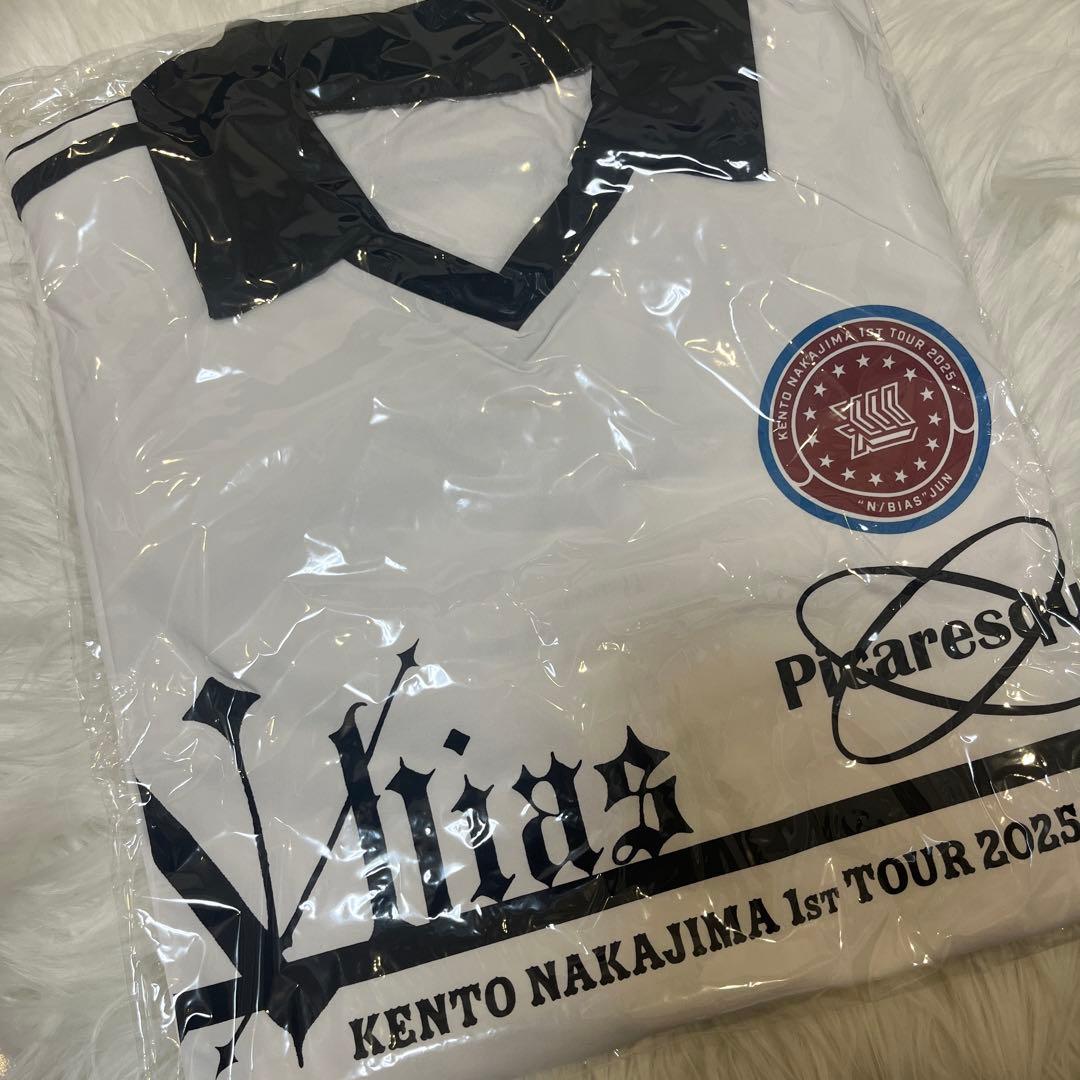 KENTO NAKAJIMA 1ST TOUR 2025
"N/BIAS" JUN
Picaresqu
N/bias
KENTO NAKAJIMA 1ST TOUR 2025